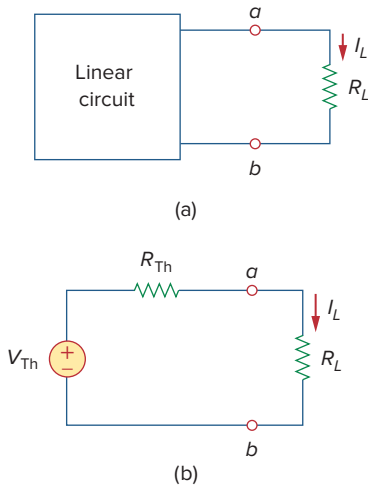 a
I_L
Linear
circuit
R_L
b
(a)
R_Th
a
I_L
V_Th
+
−
R_L
b
(b)